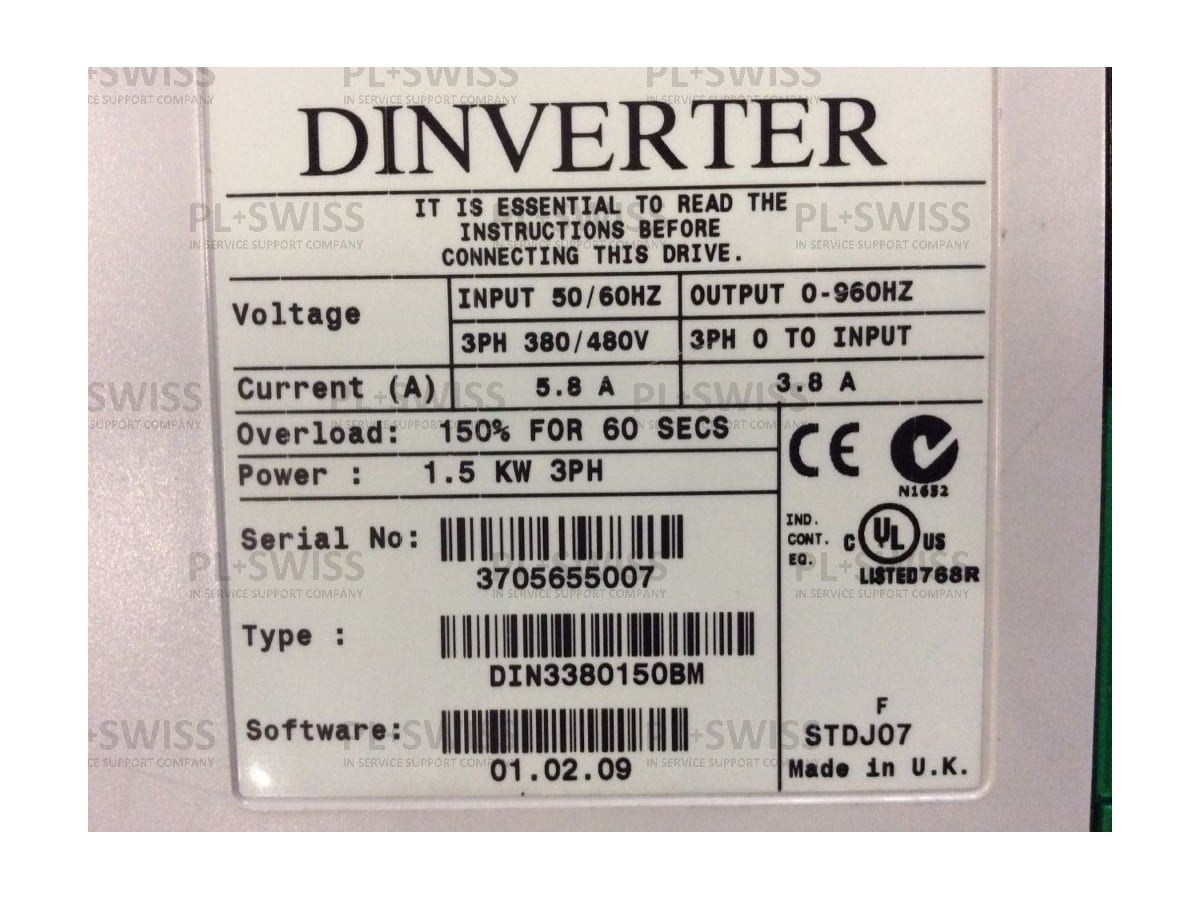 PL+SWISS
IN SERVICE SUPPORT COMPANY
DINVERTER
IT IS ESSENTIAL TO READ THE
INSTRUCTIONS BEFORE
CONNECTING THIS DRIVE.
Voltage
INPUT 50/60HZ
OUTPUT 0-960HZ
3PH 380/480V
3PH 0 TO INPUT
Current (A)
5.8 A
3.8 A
Overload: 150% FOR 60 SECS
Power : 1.5 KW 3PH
CE
N1652
IND.
CONT.
EQ.
C UL US
LISTED 768R
Serial No:
3705655007
Type :
DIN3380150BM
Software:
01.02.09
F
STDJ07
Made in U.K.